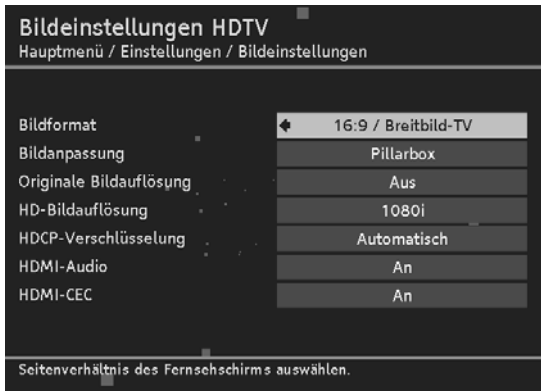 Bildeinstellungen HDTV
Hauptmenü / Einstellungen / Bildeinstellungen
Bildformat 16:9 / Breitbild-TV
Bildanpassung Pillarbox
Originale Bildauflösung Aus
HD-Bildauflösung 1080i
HDCP-Verschlüsselung Automatisch
HDMI-Audio An
HDMI-CEC An
Seitenverhältnis des Fernsehschirms auswählen.